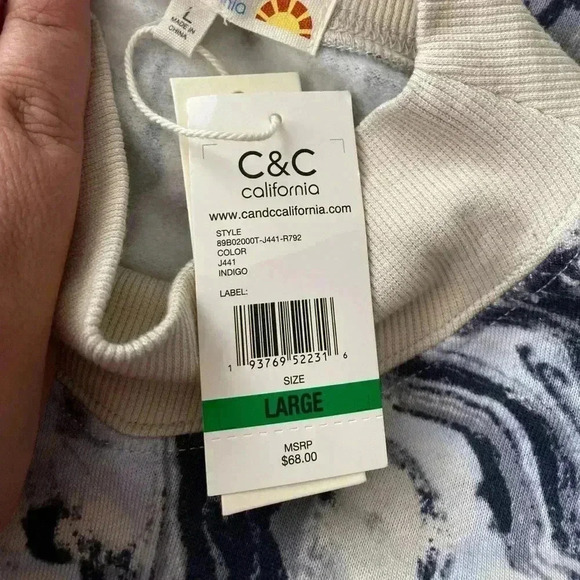 L
MADE IN
CHINA
C&C
california
www.candccalifornia.com
STYLE
89B02000T-J441-R792
COLOR
J441
INDIGO
LABEL:
1 93769 52231 6
SIZE
LARGE
MSRP
$68.00